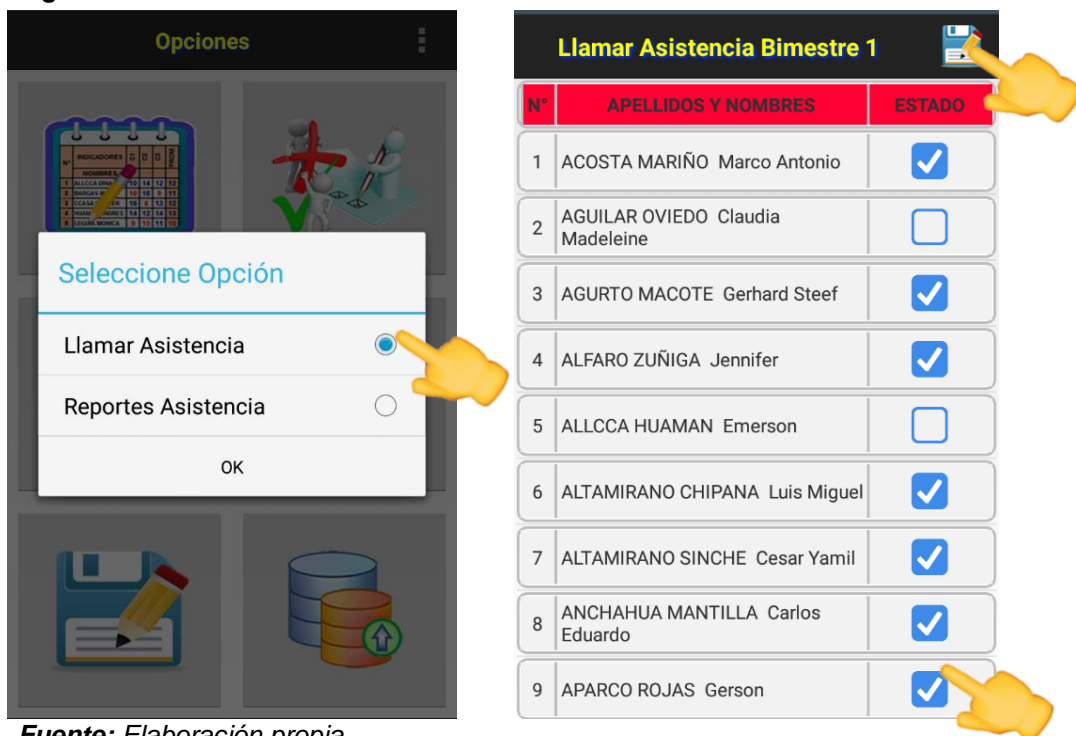 Opciones
INDICADORES
NOMBRES
Seleccione Opción
Llamar Asistencia
Reportes Asistencia
OK
Llamar Asistencia Bimestre 1
N° APELLIDOS Y NOMBRES ESTADO
1 ACOSTA MARIÑO Marco Antonio
2 AGUILAR OVIEDO Claudia
Madeleine
3 AGURTO MACOTE Gerhard Steef
4 ALFARO ZUÑIGA Jennifer
5 ALLCCA HUAMAN Emerson
6 ALTAMIRANO CHIPANA Luis Miguel
7 ALTAMIRANO SINCHE Cesar Yamil
8 ANCHAHUA MANTILLA Carlos
Eduardo
9 APARCO ROJAS Gerson
Fuente: Elaboración propia